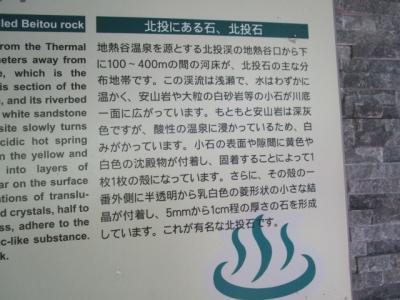 lled Beitou rock
rom the Thermal
eters away from
e, which is the
is section of the
, and its riverbed
white sandstone
site slowly turns
cidic hot spring
n the yellow and
into layers of
ar on the surface
ntions of translu-
d crystals, half to
ss, adhere to the
c-like substance.
k.
北投にある石、北投石
地熱谷温泉を源とする北投渓の地熱谷口から下
に100～400mの間の河床が、北投石の主な分
布地帯です。この渓流は浅瀬で、水はわずかに
温かく、安山岩や大粒の白砂岩等の小石が川底
一面に広がっています。もともと安山岩は深灰
色ですが、酸性の温泉に浸かっているため、白
みがかっています。小石の表面や隙間に黄色や
白色の沈殿物が付着し、固着することによって1
枚1枚の殻になっています。さらに、その殻の一
番外側に半透明から乳白色の菱形状の小さな結
晶が付着し、5mmから1cm程の厚さの石を形成
しています。これが有名な北投石です。